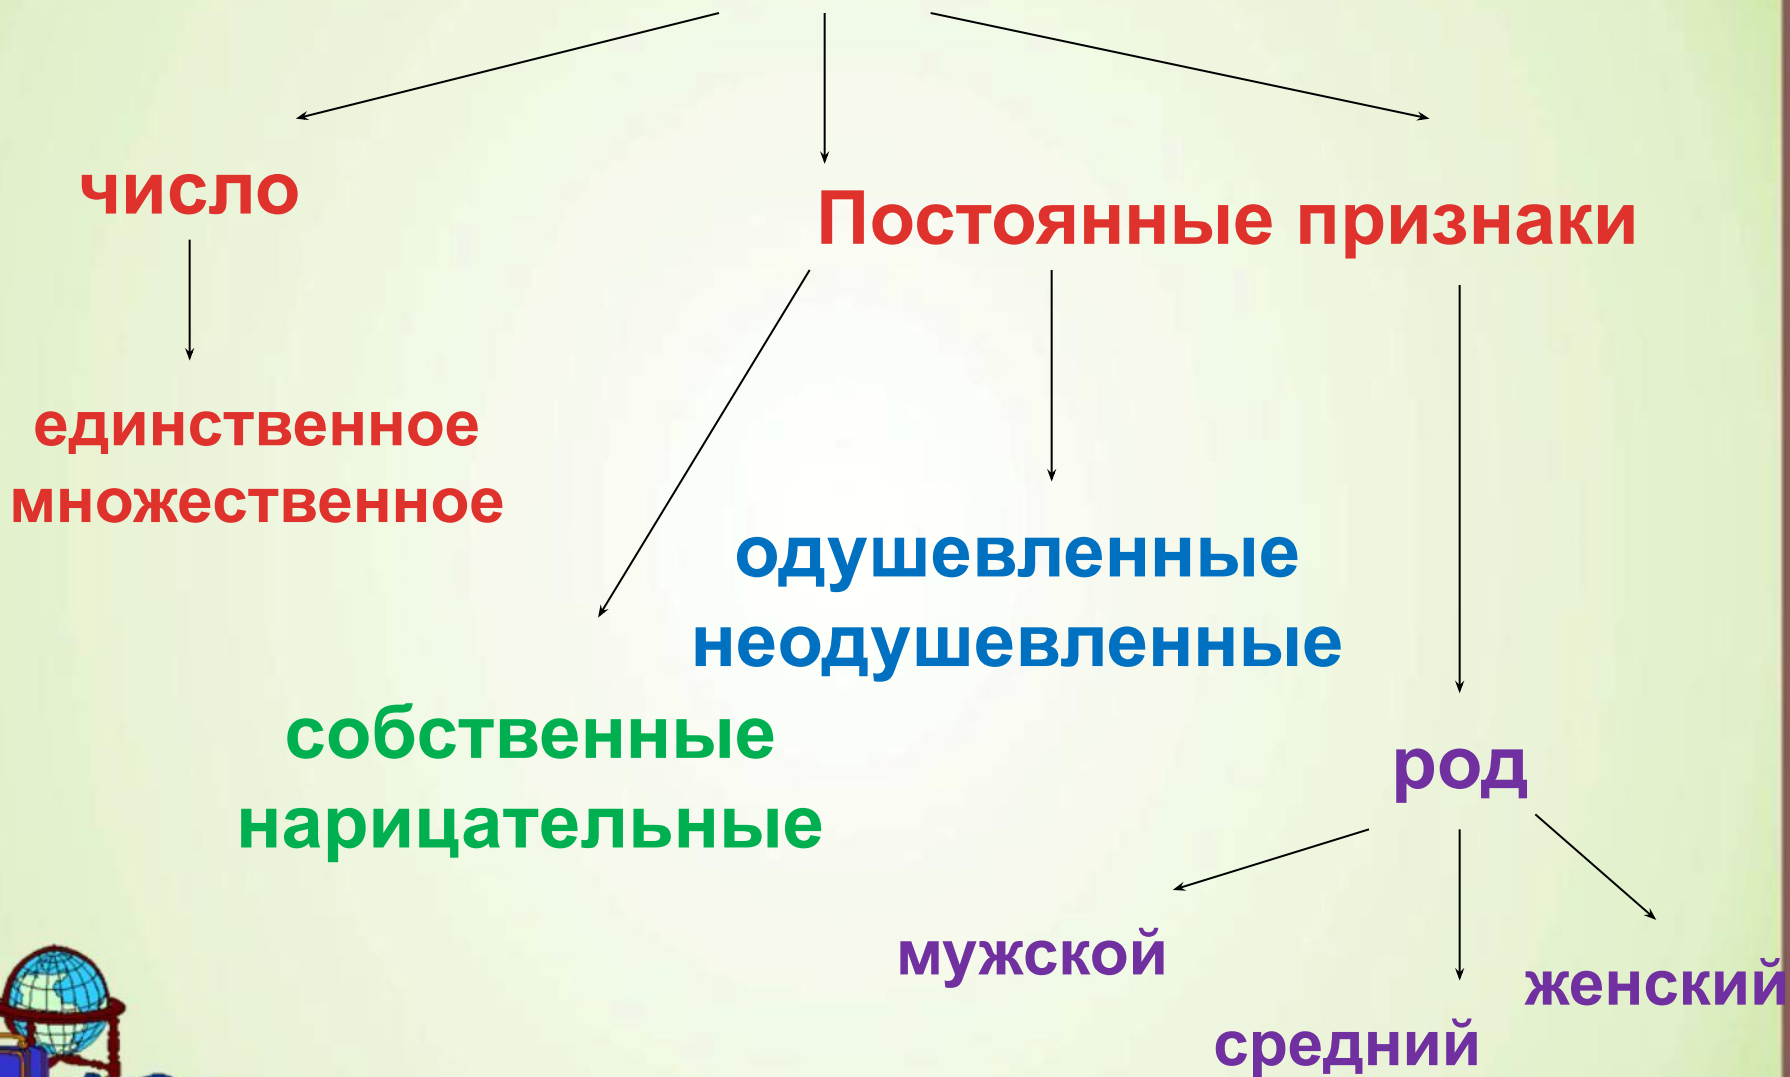 число
Постоянные признаки
единственное
множественное
одушевленные
неодушевленные
собственные
нарицательные
род
мужской
женский
средний